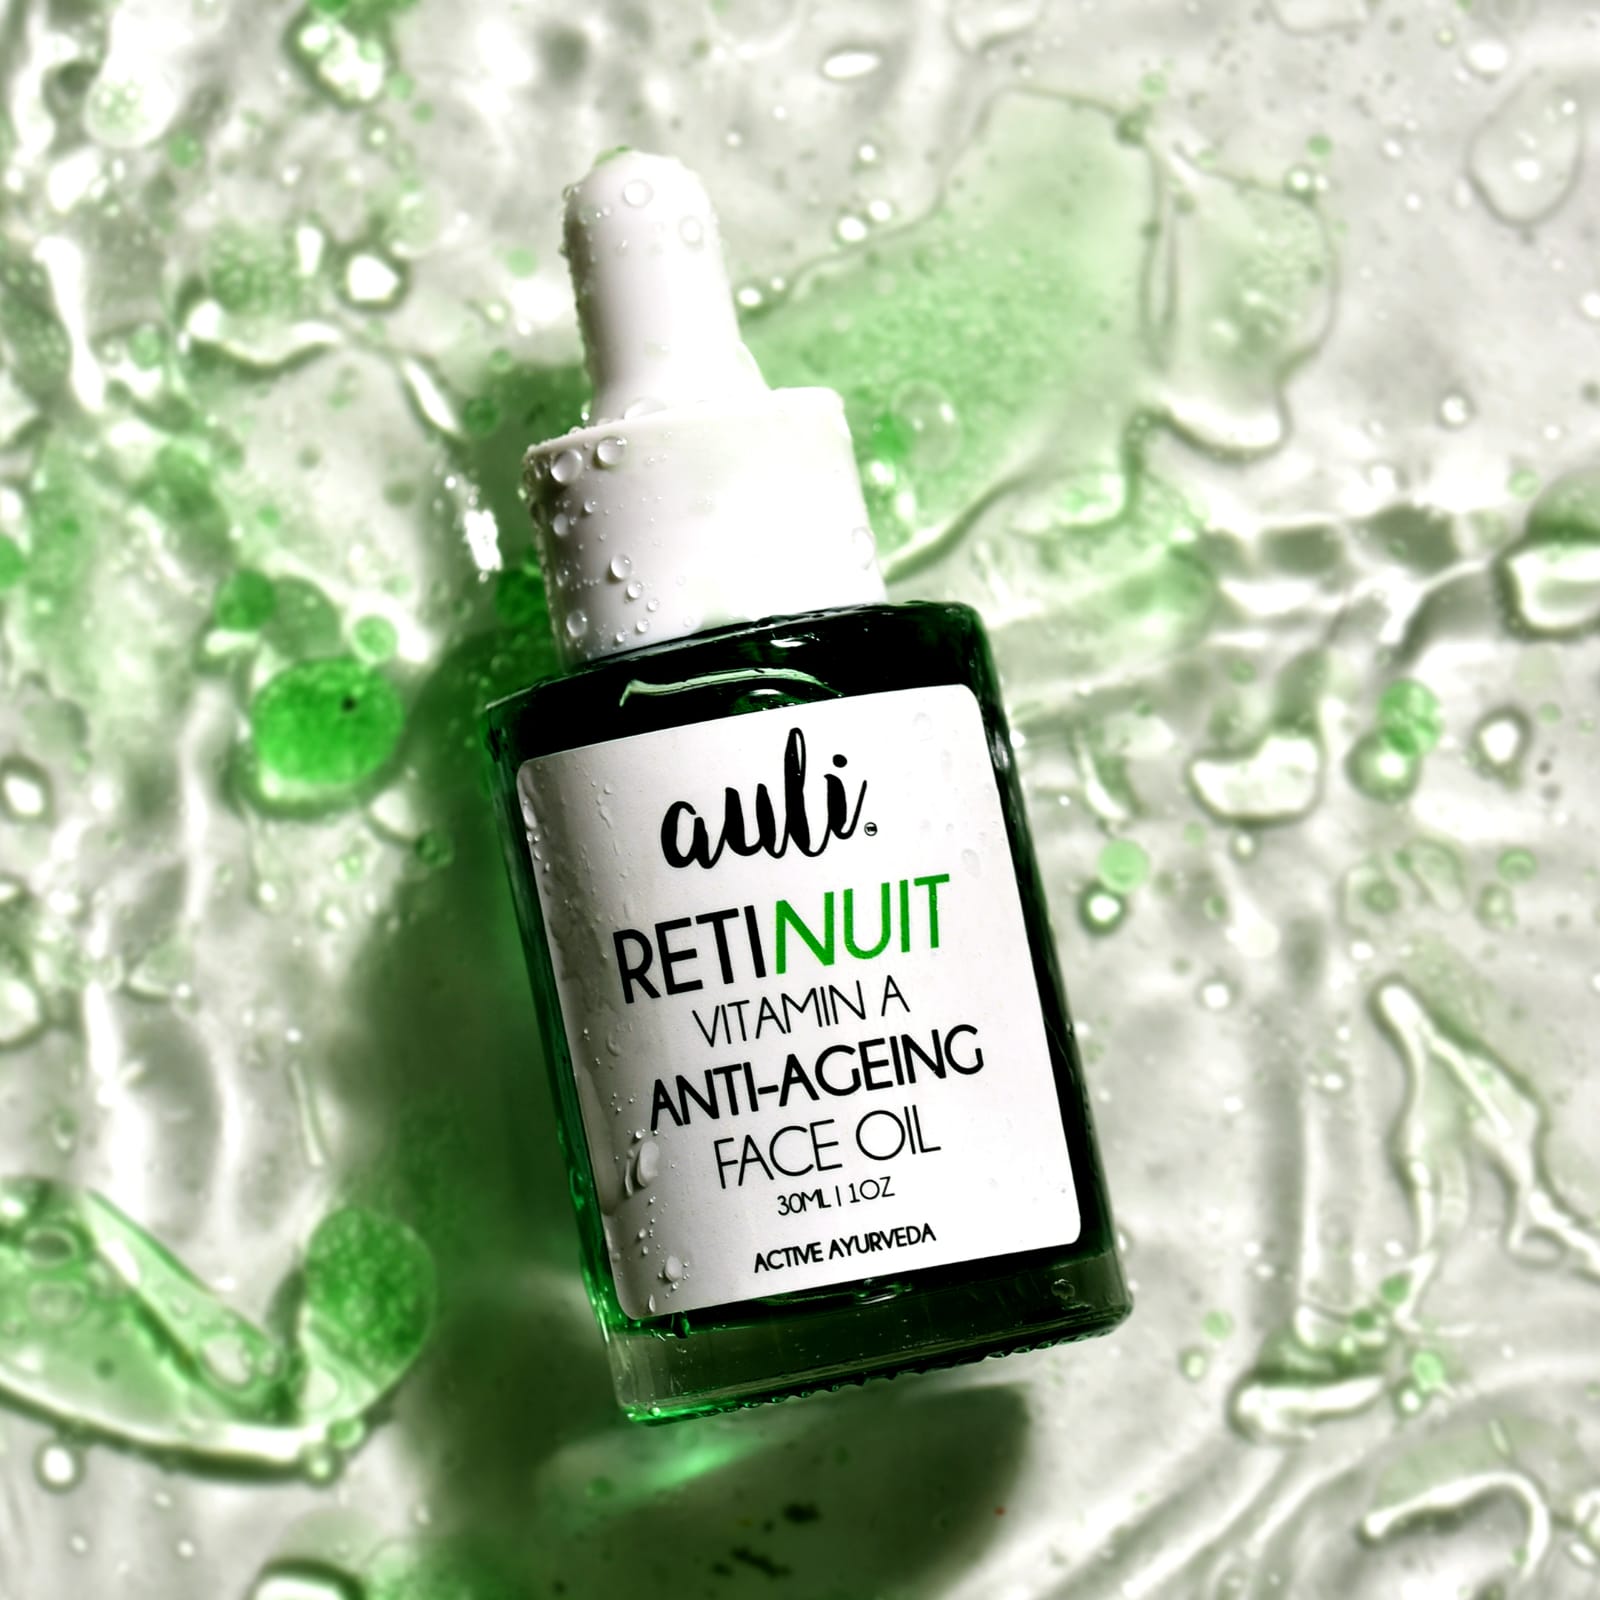 auli
RETINUIT
VITAMIN A
ANTI-AGEING
FACE OIL
30ML | 1OZ
ACTIVE AYURVEDA